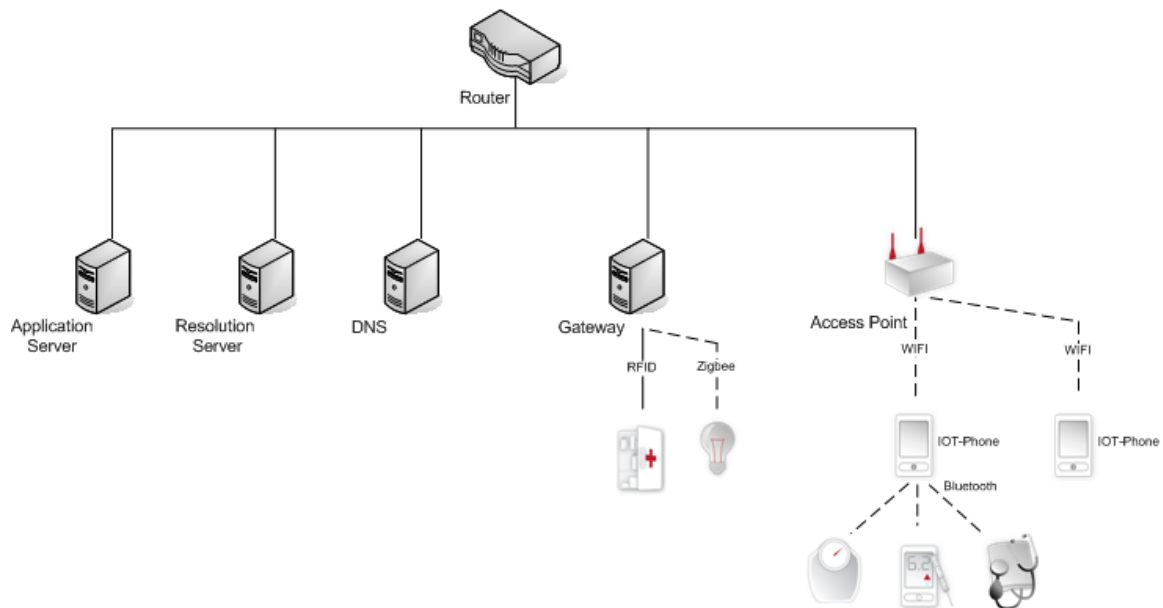 Router
Application
Server
Resolution
Server
DNS
Gateway
Access Point
RFID
Zigbee
WIFI
WIFI
IOT-Phone
IOT-Phone
Bluetooth
6.2